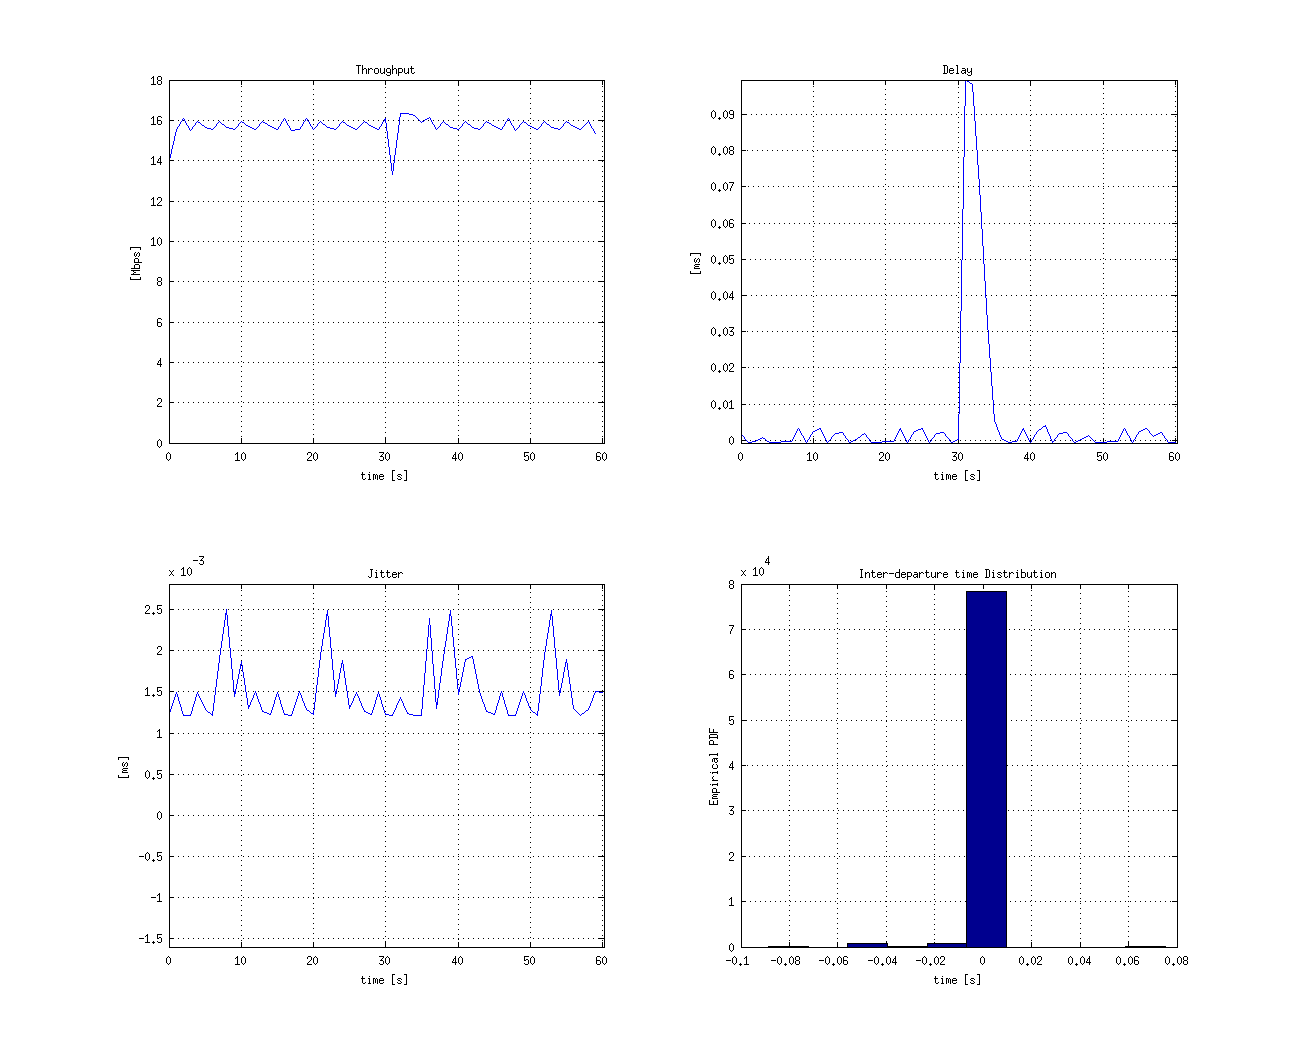 Throughput
18
16
14
12
10
8
6
4
2
0
[Mbps]
0 10 20 30 40 50 60
time [s]
Delay
0.09
0.08
0.07
0.06
0.05
0.04
0.03
0.02
0.01
0
[ms]
0 10 20 30 40 50 60
time [s]
x 10^-3
Jitter
2.5
2
1.5
1
0.5
0
-0.5
-1
-1.5
[ms]
0 10 20 30 40 50 60
time [s]
x 10^4
Inter-departure time Distribution
8
7
6
5
4
3
2
1
0
Empirical PDF
-0.1 -0.08 -0.06 -0.04 -0.02 0 0.02 0.04 0.06 0.08
time [s]